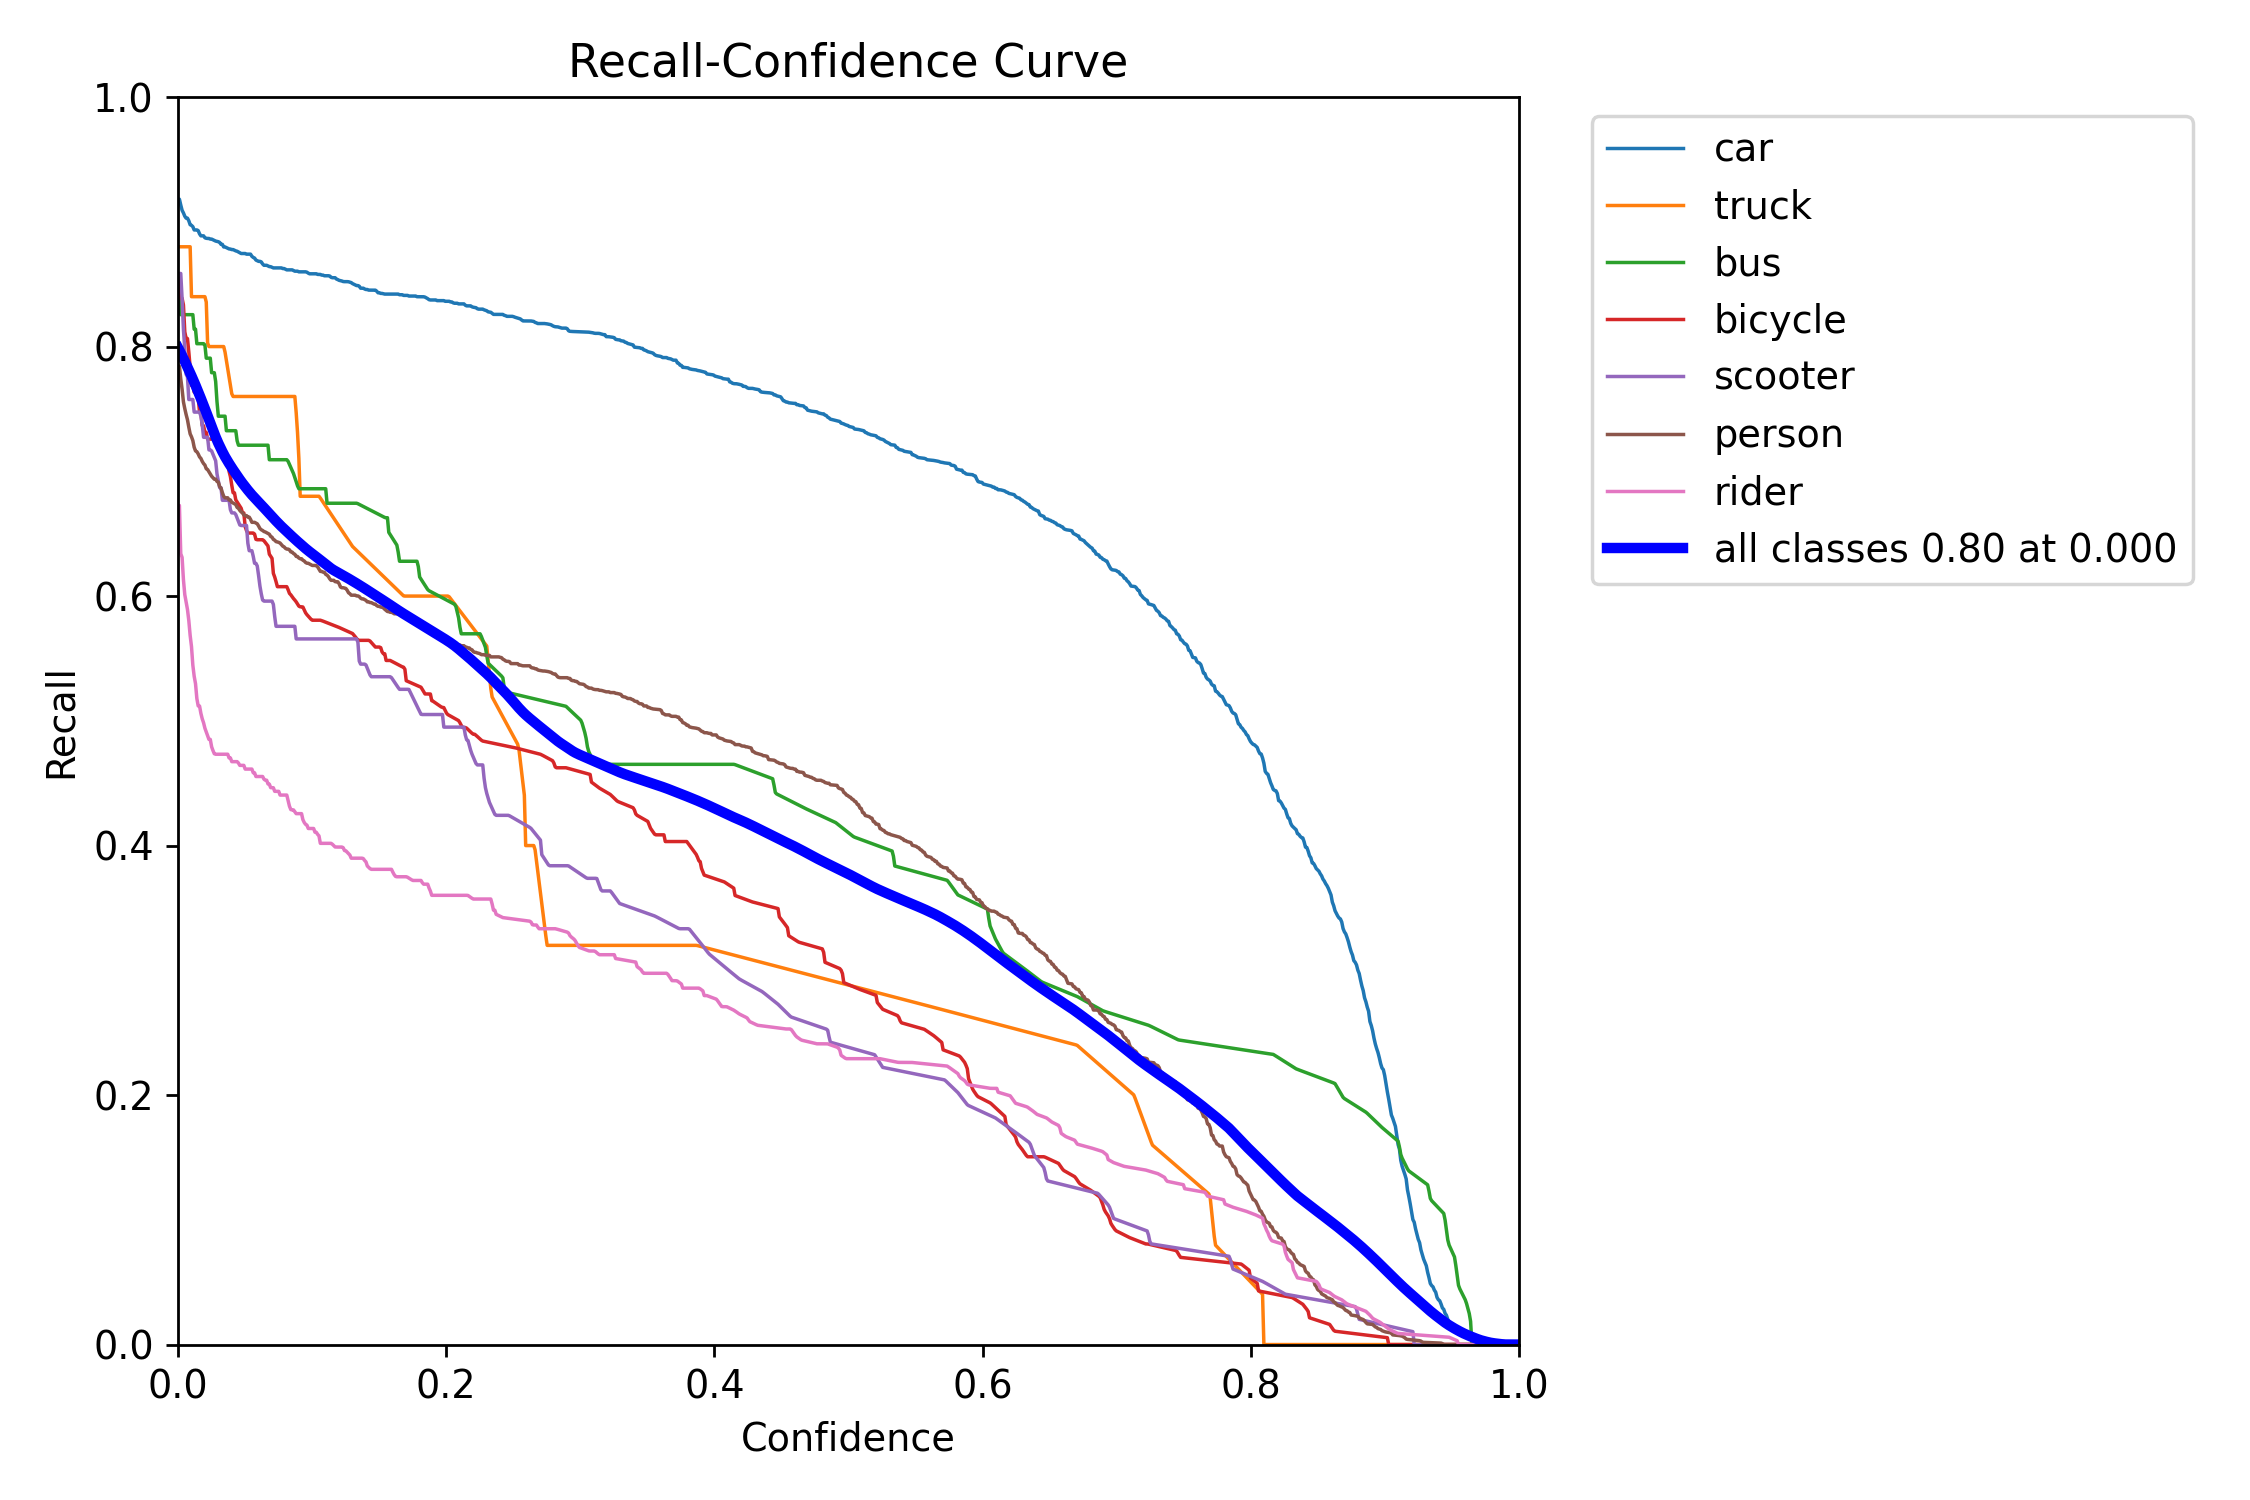 Recall-Confidence Curve
1.0
0.8
0.6
0.4
0.2
0.0
Recall
0.0 0.2 0.4 0.6 0.8 1.0
Confidence
car
truck
bus
bicycle
scooter
person
rider
all classes 0.80 at 0.000